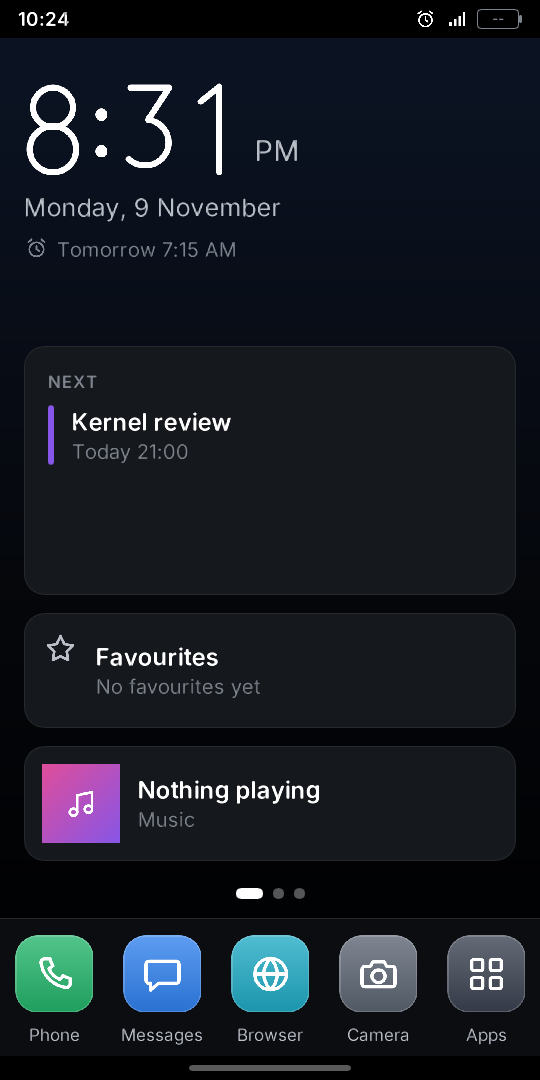 10:24
--
8:31 PM
Monday, 9 November
Tomorrow 7:15 AM
NEXT
Kernel review
Today 21:00
Favourites
No favourites yet
Nothing playing
Music
Phone Messages Browser Camera Apps